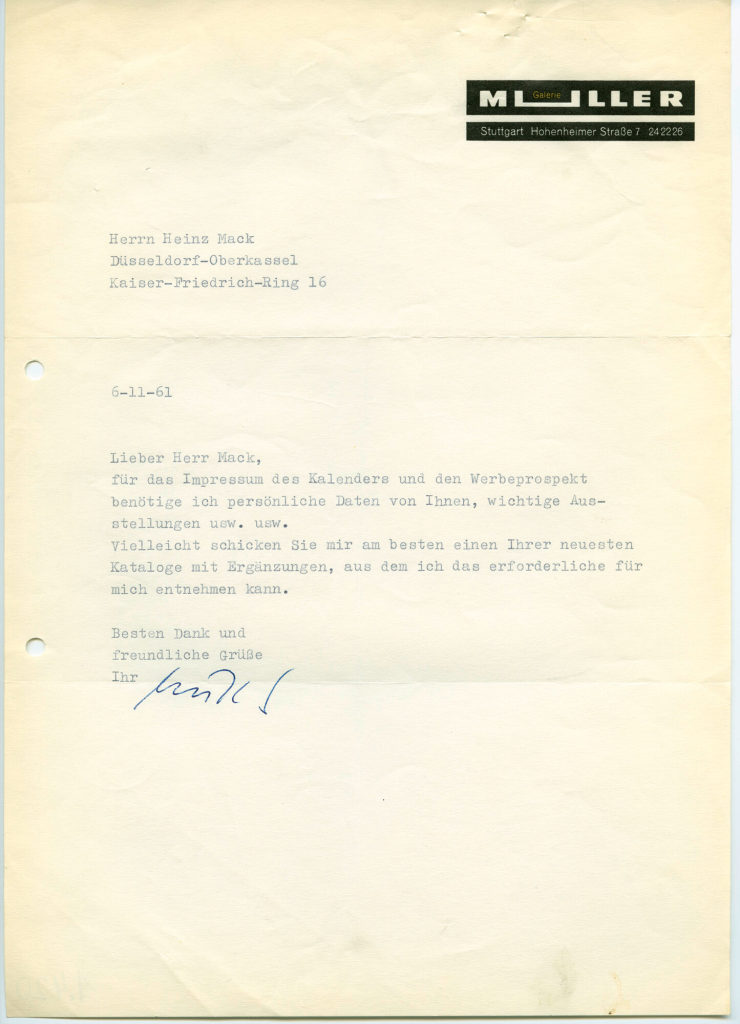 Galerie
MÜLLER
Stuttgart Hohenheimer Straße 7 242226
Herrn Heinz Mack
Düsseldorf-Oberkassel
Kaiser-Friedrich-Ring 16
6-11-61
Lieber Herr Mack,
für das Impressum des Kalenders und den Werbeprospekt
benötige ich persönliche Daten von Ihnen, wichtige Aus-
stellungen usw. usw.
Vielleicht schicken Sie mir am besten einen Ihrer neuesten
Kataloge mit Ergänzungen, aus dem ich das erforderliche für
mich entnehmen kann.
Besten Dank und
freundliche Grüße
Ihr